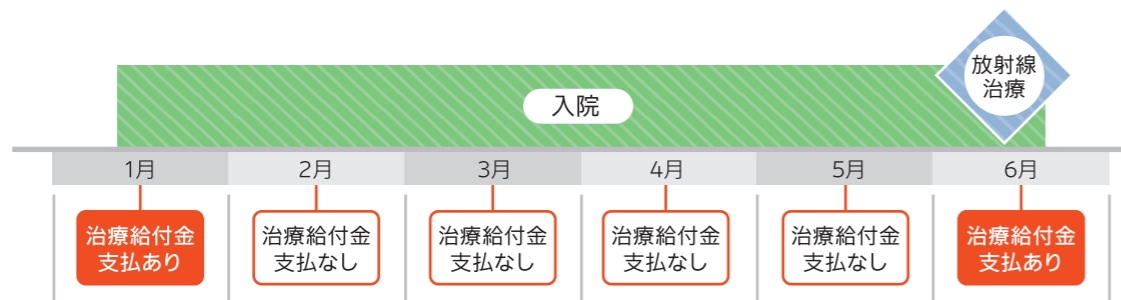 放射線
治療
入院
1月
2月
3月
4月
5月
6月
治療給付金
支払あり
治療給付金
支払なし
治療給付金
支払なし
治療給付金
支払なし
治療給付金
支払なし
治療給付金
支払あり